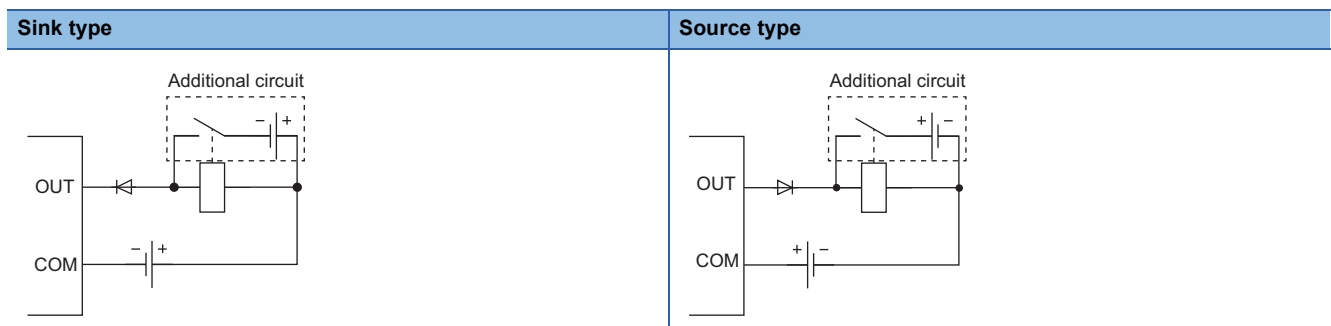 Sink type
Source type
Additional circuit
− +
OUT
− +
COM
Additional circuit
+ −
OUT
+ −
COM